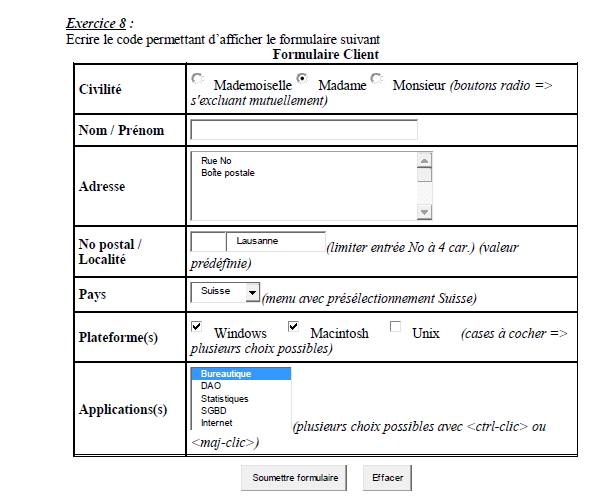 Exercice 8 :
Ecrire le code permettant d’afficher le formulaire suivant
Formulaire Client
Civilité
Mademoiselle Madame Monsieur (boutons radio =>
s'excluant mutuellement)
Nom / Prénom
Adresse
Rue No
Boîte postale
No postal /
Localité
Lausanne (limiter entrée No à 4 car.) (valeur
prédéfinie)
Pays
Suisse (menu avec présélectionnement Suisse)
Plateforme(s)
Windows Macintosh Unix (cases à cocher =>
plusieurs choix possibles)
Applications(s)
Bureautique
DAO
Statistiques
SGBD
Internet
(plusieurs choix possibles avec <ctrl-clic> ou
<maj-clic>)
Soumettre formulaire Effacer